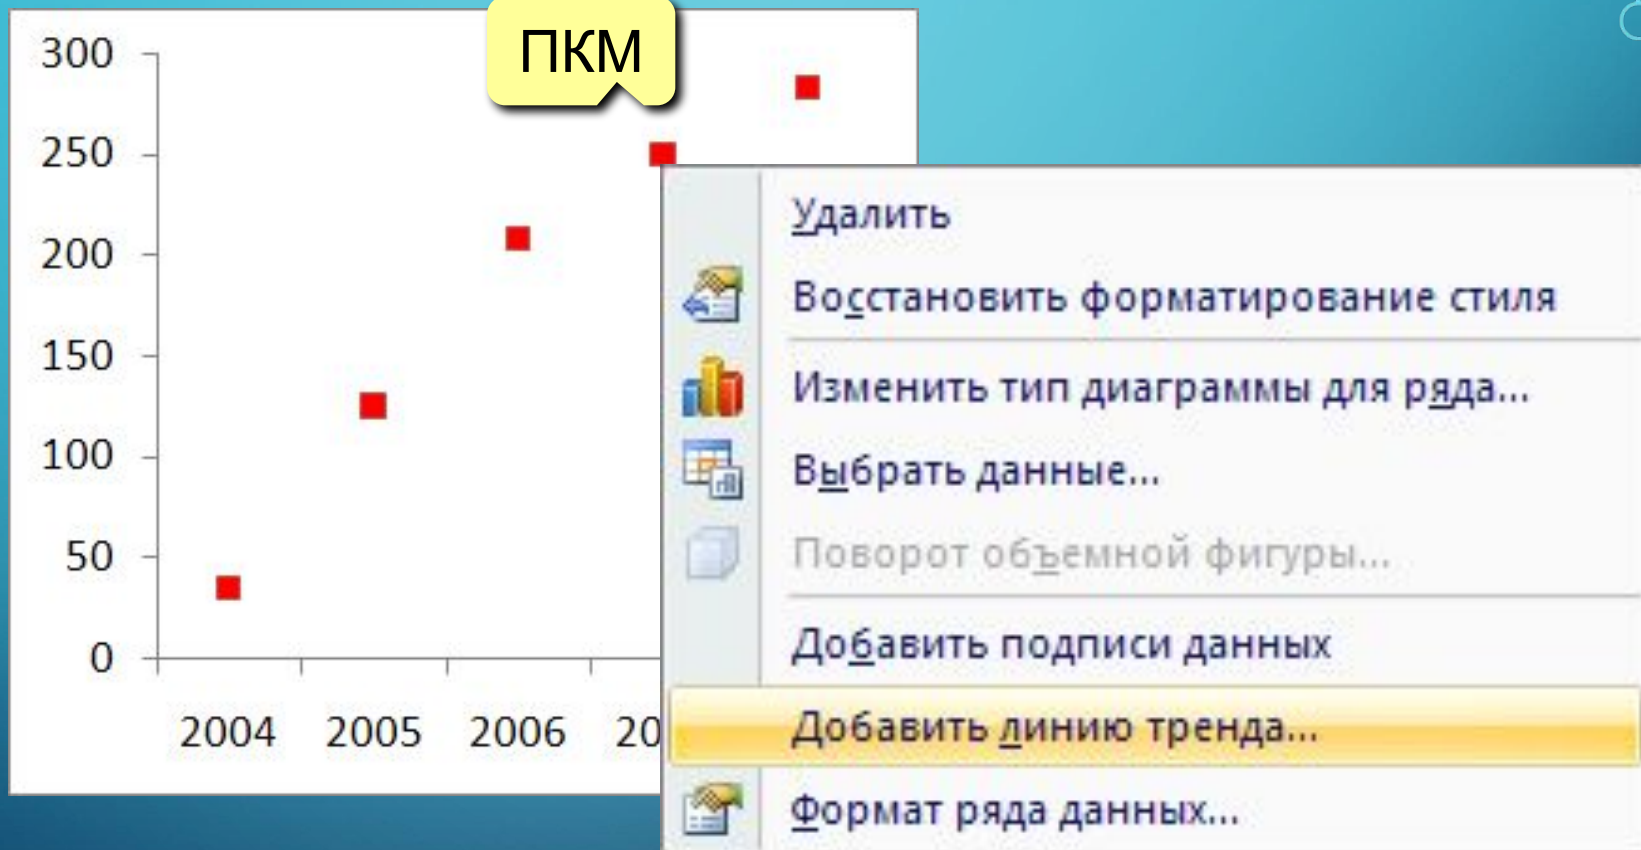 ПКМ
300
250
200
150
100
50
0
2004 2005 2006 20
Удалить
Восстановить форматирование стиля
Изменить тип диаграммы для ряда...
Выбрать данные...
Поворот объемной фигуры...
Добавить подписи данных
Добавить линию тренда...
Формат ряда данных...